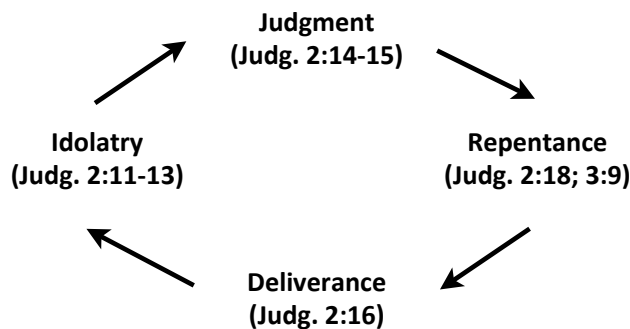 Judgment
(Judg. 2:14-15)
Idolatry
(Judg. 2:11-13)
Repentance
(Judg. 2:18; 3:9)
Deliverance
(Judg. 2:16)